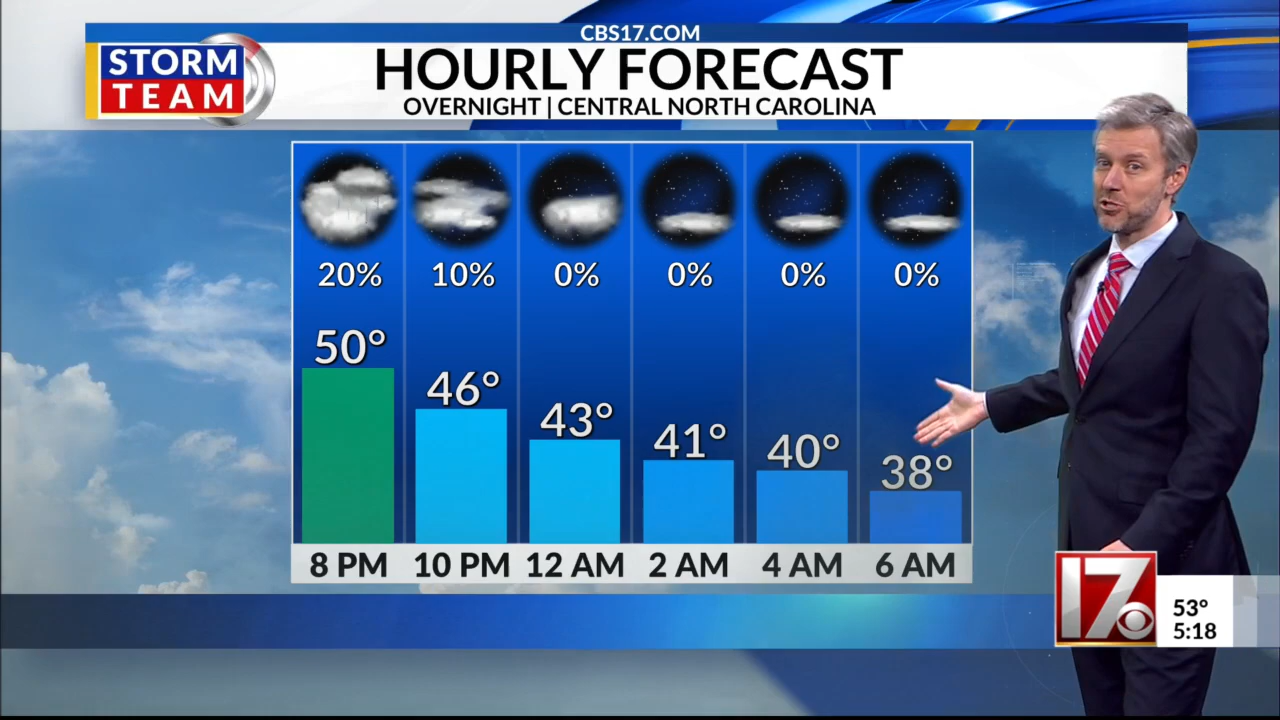 CBS17.COM
STORM
TEAM
HOURLY FORECAST
OVERNIGHT | CENTRAL NORTH CAROLINA
20% 10% 0% 0% 0% 0%
50° 46° 43° 41° 40° 38°
8 PM 10 PM 12 AM 2 AM 4 AM 6 AM
17
53°
5:18